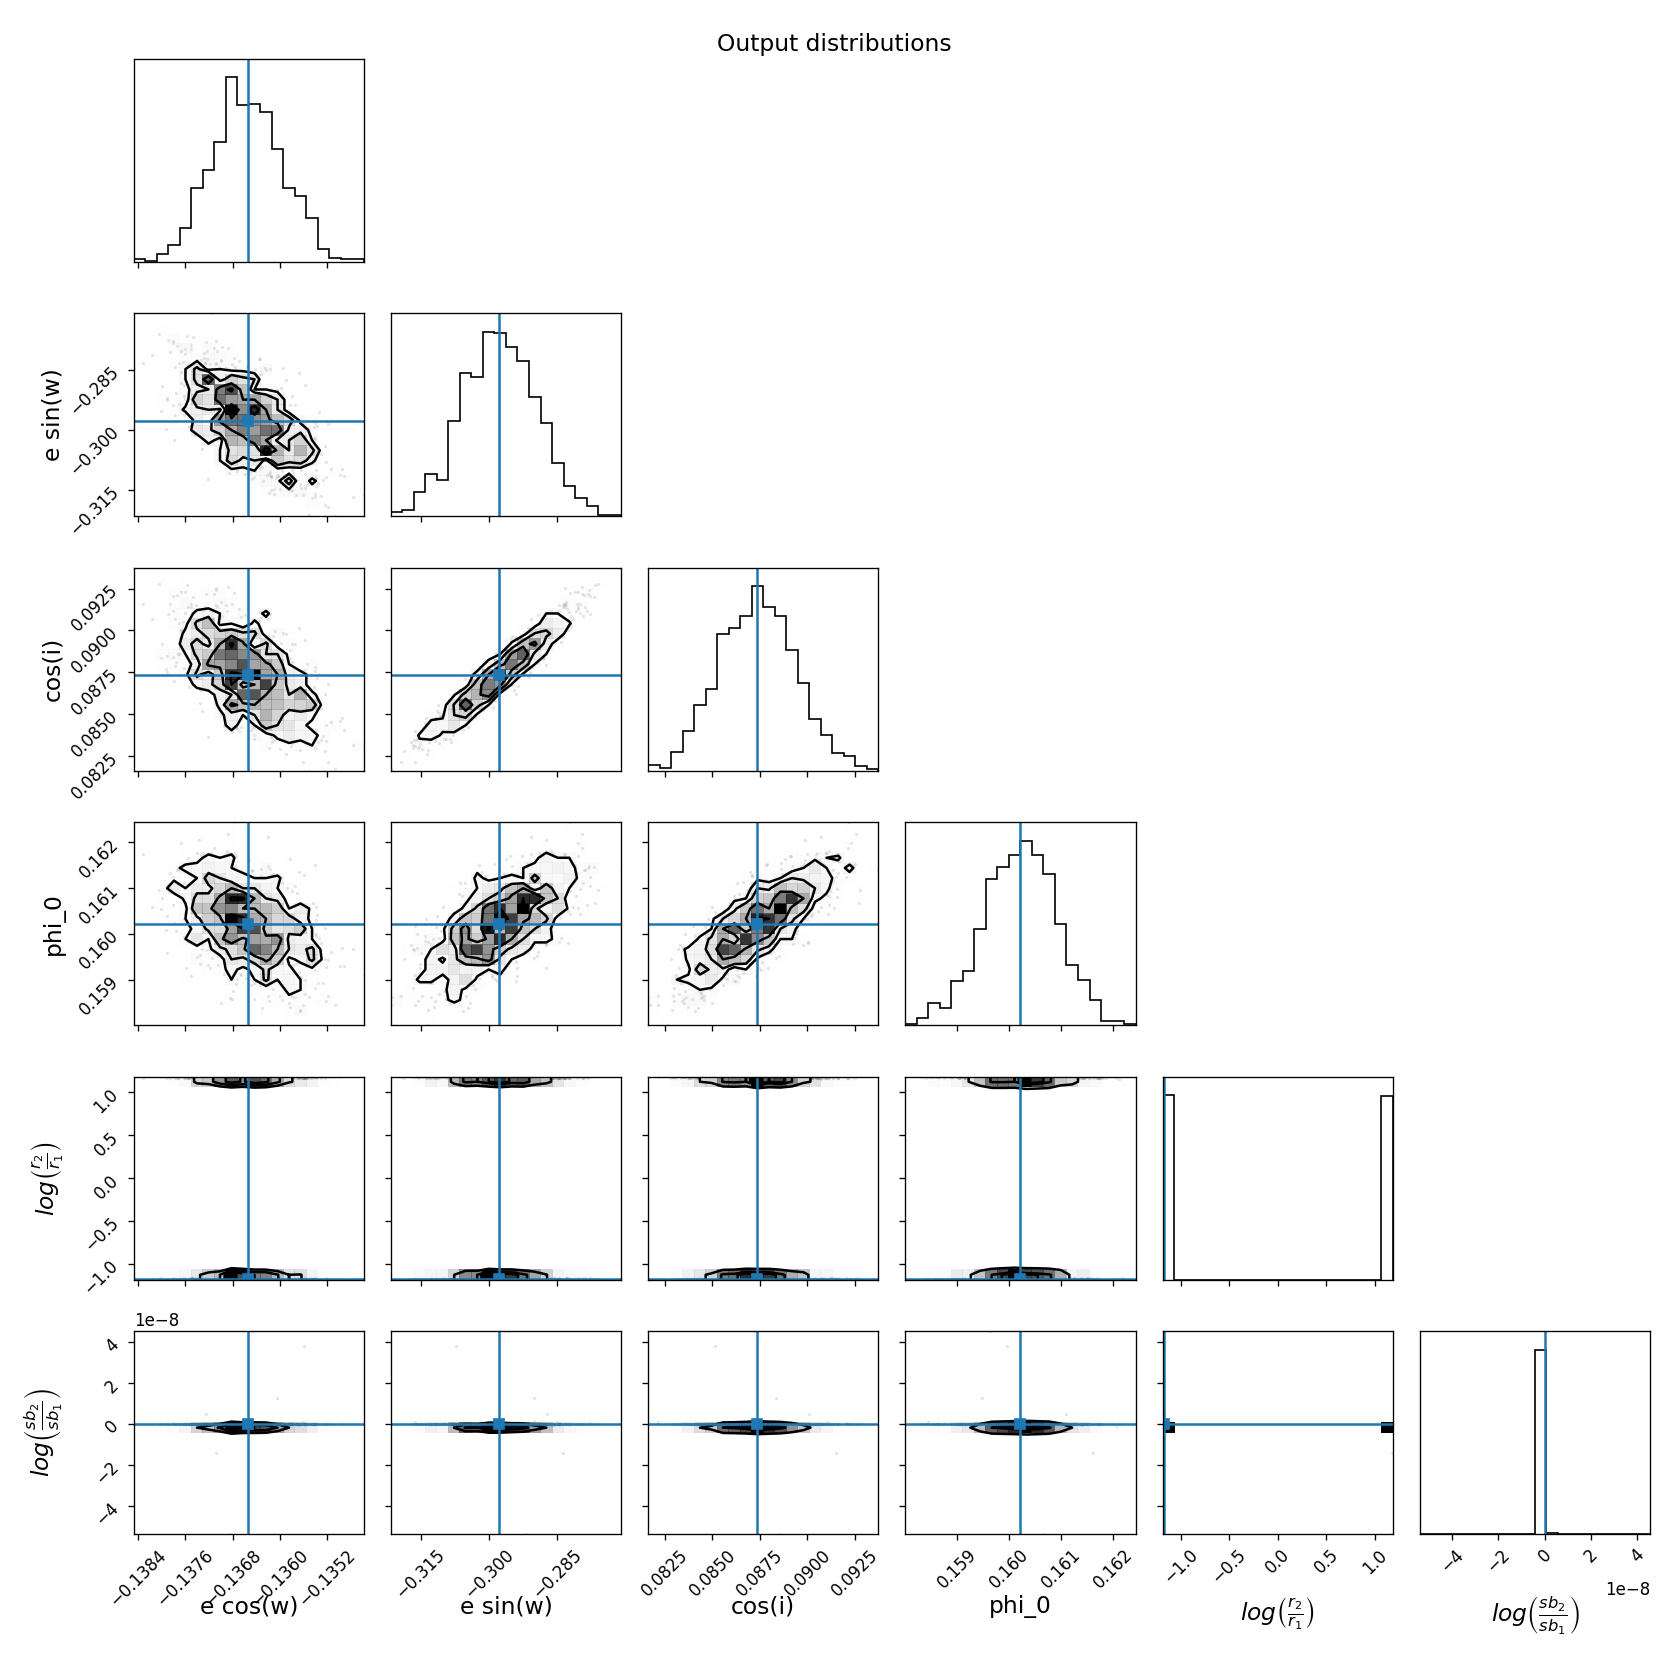 Output distributions
e sin(w)
−0.285
−0.300
−0.315
cos(i)
0.0925
0.0900
0.0875
0.0850
0.0825
phi_0
0.162
0.161
0.160
0.159
log(r₂/r₁)
1.0
0.5
0.0
−0.5
−1.0
1e−8
log(sb₂/sb₁)
4
2
0
−2
−4
−0.1384 −0.1376 −0.1368 −0.1360 −0.1352
−0.315 −0.300 −0.285
0.0825 0.0850 0.0875 0.0900 0.0925
0.159 0.160 0.161 0.162
−1.0 −0.5 0.0 0.5 1.0
−4 −2 0 2 4
1e−8
e cos(w) e sin(w) cos(i) phi_0 log(r₂/r₁) log(sb₂/sb₁)